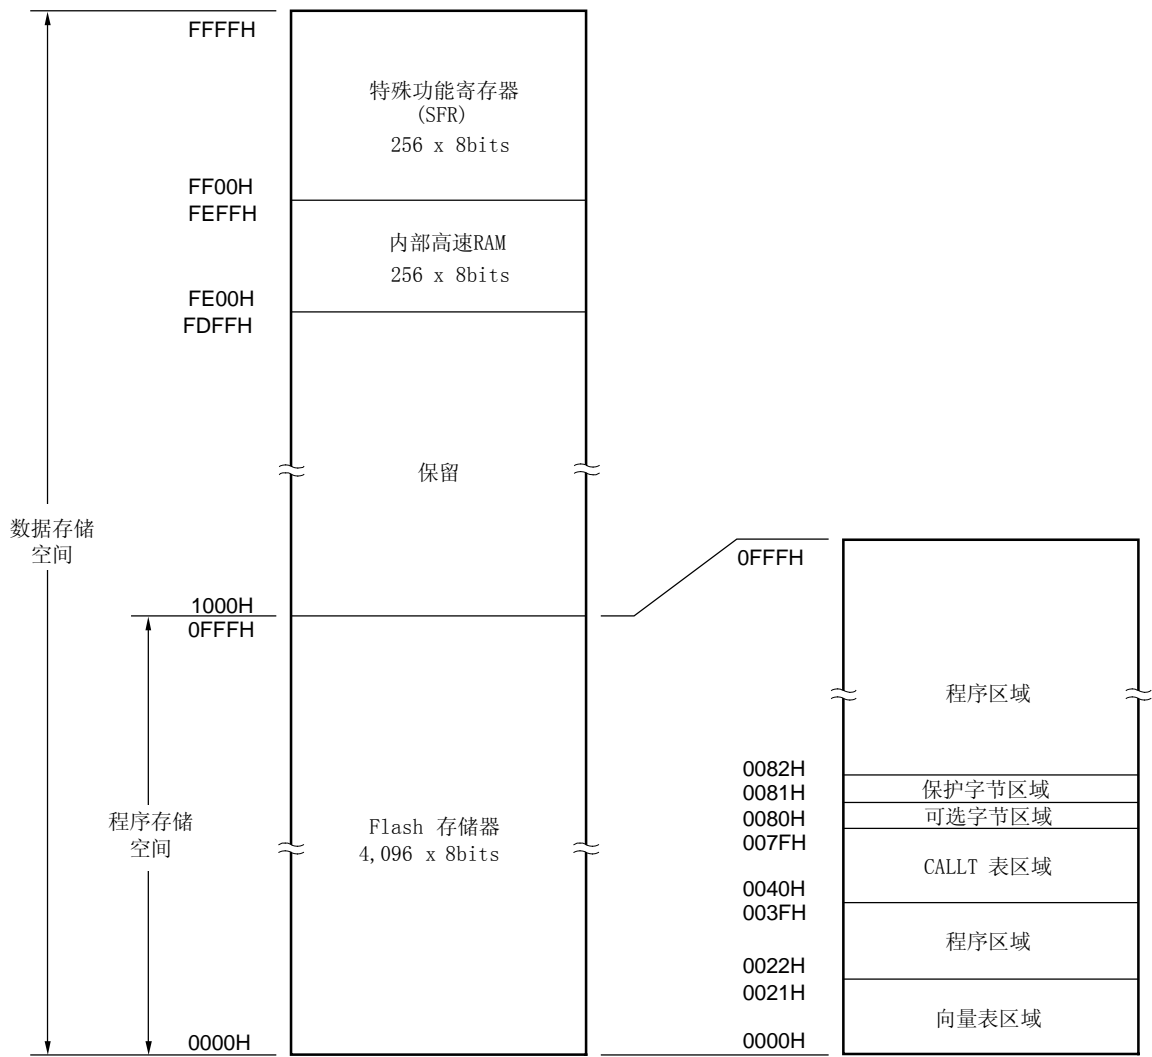 FFFFH
特殊功能寄存器
(SFR)
256 x 8bits
FF00H
FEFFH
内部高速RAM
256 x 8bits
FE00H
FDFFH
保留
数据存储
空间
1000H
0FFFH
程序存储
空间
Flash 存储器
4,096 x 8bits
0000H
0FFFH
程序区域
0082H
0081H
保护字节区域
0080H
可选字节区域
007FH
CALLT 表区域
0040H
003FH
程序区域
0022H
0021H
向量表区域
0000H